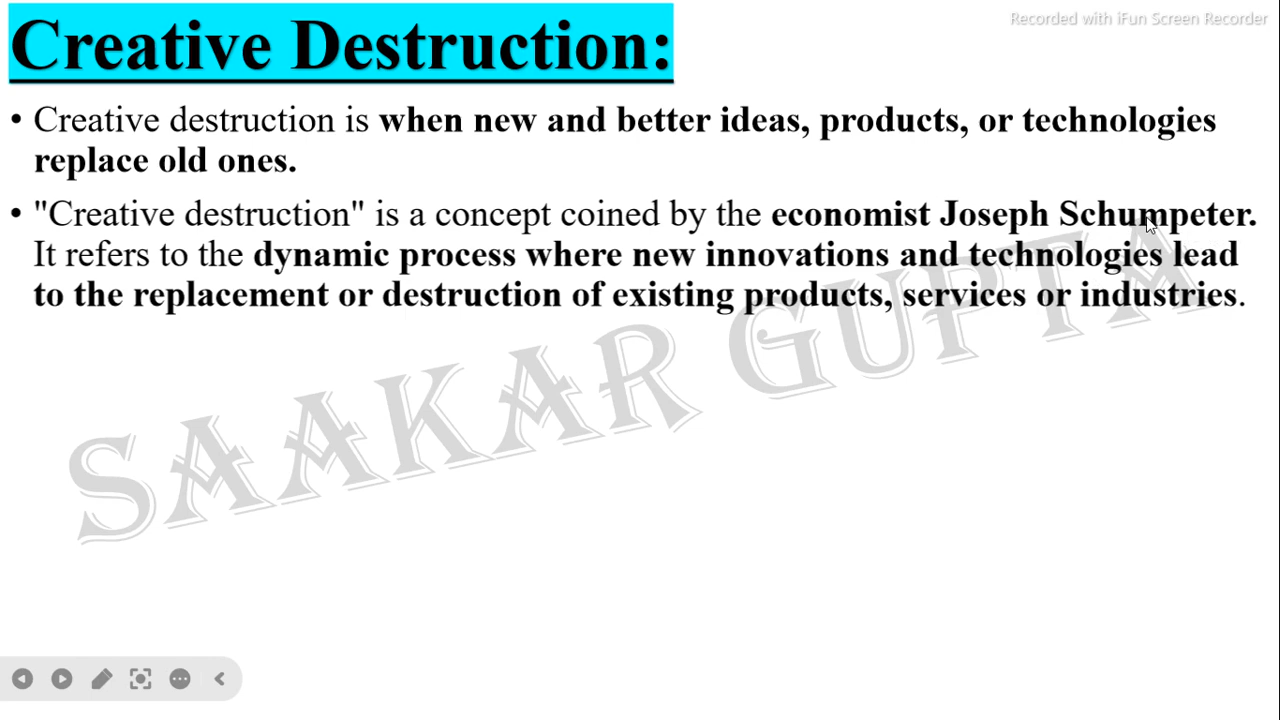 Recorded with iFun Screen Recorder
Creative Destruction:
• Creative destruction is when new and better ideas, products, or technologies
replace old ones.
• "Creative destruction" is a concept coined by the economist Joseph Schumpeter.
It refers to the dynamic process where new innovations and technologies lead
to the replacement or destruction of existing products, services or industries.
SAAKAR GUPTA